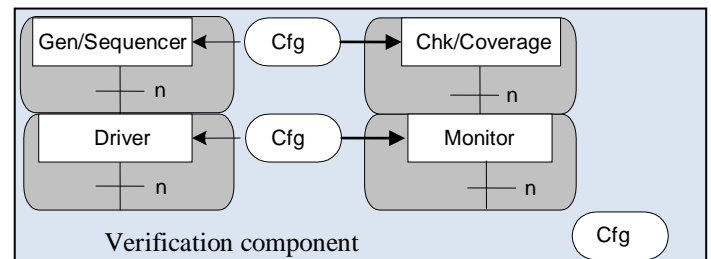 Gen/Sequencer
Cfg
Chk/Coverage
n
n
Driver
Cfg
Monitor
n
n
Verification component
Cfg